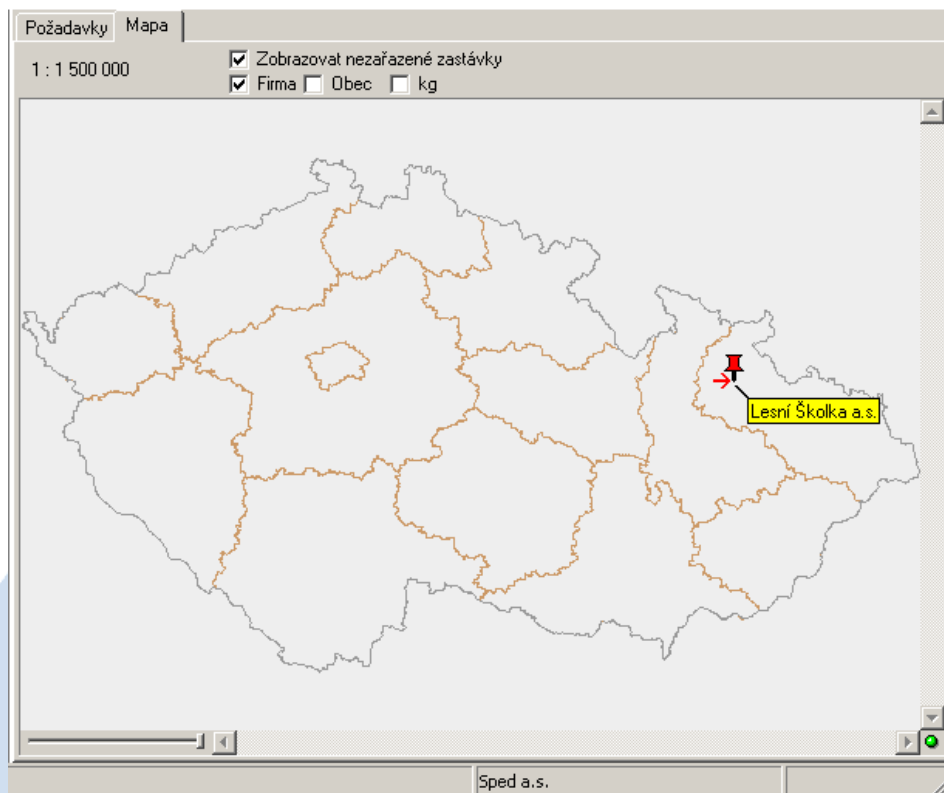 Požadavky Mapa
1 : 1 500 000
Zobrazovat nezařazené zastávky
Firma Obec kg
Lesní Školka a.s.
Sped a.s.